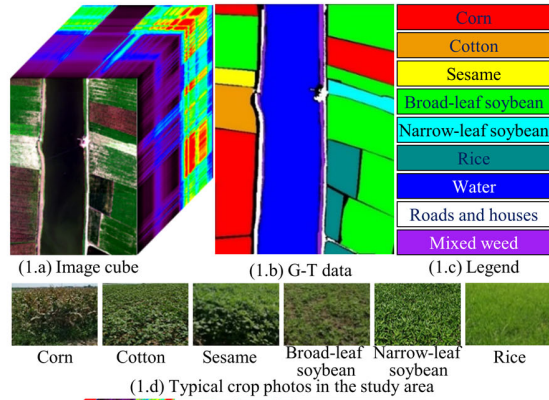 Corn
Cotton
Sesame
Broad-leaf soybean
Narrow-leaf soybean
Rice
Water
Roads and houses
Mixed weed
(1.a) Image cube
(1.b) G-T data
(1.c) Legend
Corn
Cotton
Sesame
Broad-leaf
soybean
Narrow-leaf
soybean
Rice
(1.d) Typical crop photos in the study area